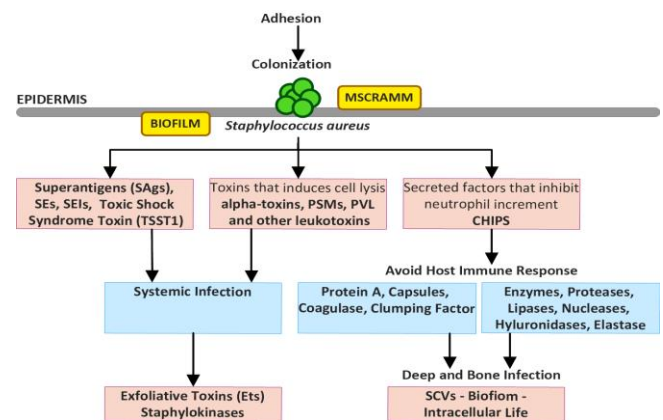 Adhesion
Colonization
MSCRAMM
EPIDERMIS
BIOFILM
Staphylococcus aureus
Superantigens (SAgs),
SEs, SEIs, Toxic Shock
Syndrome Toxin (TSST1)
Toxins that induces cell lysis
alpha-toxins, PSMs, PVL
and other leukotoxins
Secreted factors that inhibit
neutrophil increment
CHIPS
Avoid Host Immune Response
Systemic Infection
Protein A, Capsules,
Coagulase, Clumping Factor
Enzymes, Proteases,
Lipases, Nucleases,
Hyluronidases, Elastase
Deep and Bone Infection
Exfoliative Toxins (Ets)
Staphylokinases
SCVs - Biofiom -
Intracellular Life